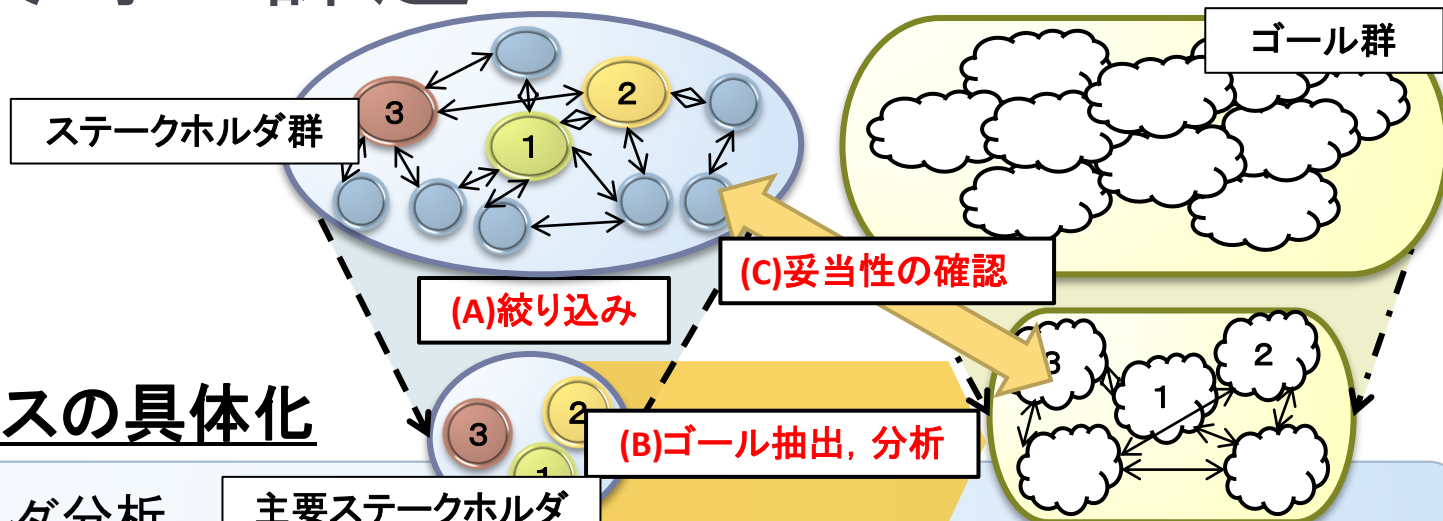 ゴール群
ステークホルダ群
3
2
1
(C)妥当性の確認
(A)絞り込み
3
2
1
スの具体化
3
2
1
(B)ゴール抽出，分析
ダ分析
主要ステークホルダ